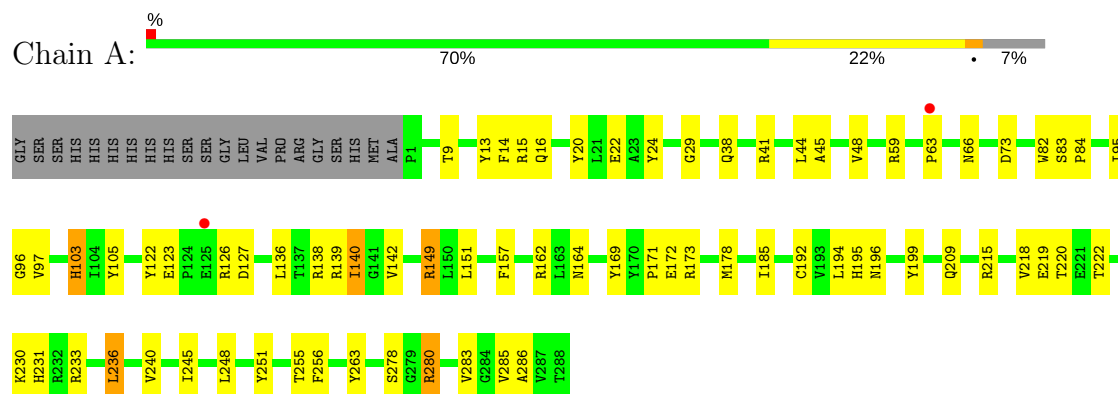 %
Chain A:
70% 22% • 7%
GLY SER SER HIS HIS HIS HIS HIS HIS SER SER GLY LEU VAL PRO ARG GLY SER HIS MET ALA P1 T9 Y13 F14 R15 Q16 Y20 L21 E22 A23 Y24 G29 Q38 R41 L44 A45 V48 R59 P63 N66 D73 W82 S83 P84 I95
G96 V97 H103 I104 Y105 Y122 E123 P124 E125 R126 D127 L136 T137 R138 R139 I140 G141 V142 R149 L150 L151 F157 R162 L163 N164 Y169 Y170 P171 E172 R173 M178 I185 C192 V193 L194 H195 N196 Y199 Q209 R215 V218 E219 T220 E221 T222
K230 H231 R232 R233 L236 V240 I245 L248 Y251 T255 F256 Y263 S278 G279 R280 V283 G284 V285 A286 V287 T288